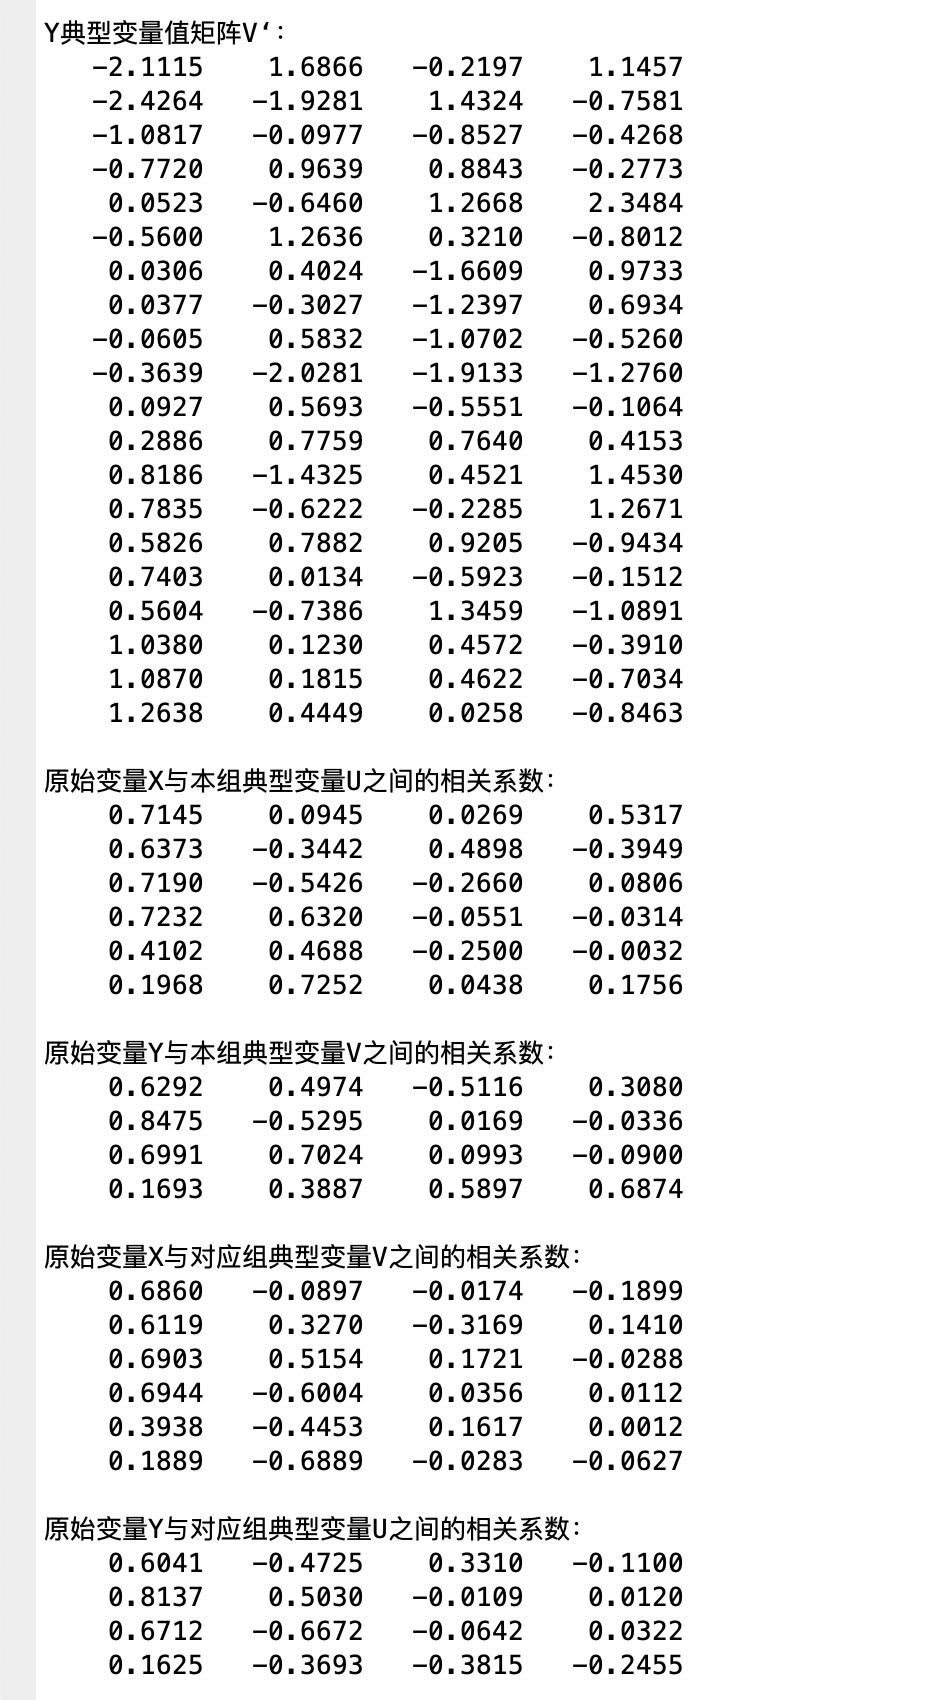 Y典型变量值矩阵V‘：
-2.1115 1.6866 -0.2197 1.1457
-2.4264 -1.9281 1.4324 -0.7581
-1.0817 -0.0977 -0.8527 -0.4268
-0.7720 0.9639 0.8843 -0.2773
0.0523 -0.6460 1.2668 2.3484
-0.5600 1.2636 0.3210 -0.8012
0.0306 0.4024 -1.6609 0.9733
0.0377 -0.3027 -1.2397 0.6934
-0.0605 0.5832 -1.0702 -0.5260
-0.3639 -2.0281 -1.9133 -1.2760
0.0927 0.5693 -0.5551 -0.1064
0.2886 0.7759 0.7640 0.4153
0.8186 -1.4325 0.4521 1.4530
0.7835 -0.6222 -0.2285 1.2671
0.5826 0.7882 0.9205 -0.9434
0.7403 0.0134 -0.5923 -0.1512
0.5604 -0.7386 1.3459 -1.0891
1.0380 0.1230 0.4572 -0.3910
1.0870 0.1815 0.4622 -0.7034
1.2638 0.4449 0.0258 -0.8463
原始变量X与本组典型变量U之间的相关系数：
0.7145 0.0945 0.0269 0.5317
0.6373 -0.3442 0.4898 -0.3949
0.7190 -0.5426 -0.2660 0.0806
0.7232 0.6320 -0.0551 -0.0314
0.4102 0.4688 -0.2500 -0.0032
0.1968 0.7252 0.0438 0.1756
原始变量Y与本组典型变量V之间的相关系数：
0.6292 0.4974 -0.5116 0.3080
0.8475 -0.5295 0.0169 -0.0336
0.6991 0.7024 0.0993 -0.0900
0.1693 0.3887 0.5897 0.6874
原始变量X与对应组典型变量V之间的相关系数：
0.6860 -0.0897 -0.0174 -0.1899
0.6119 0.3270 -0.3169 0.1410
0.6903 0.5154 0.1721 -0.0288
0.6944 -0.6004 0.0356 0.0112
0.3938 -0.4453 0.1617 0.0012
0.1889 -0.6889 -0.0283 -0.0627
原始变量Y与对应组典型变量U之间的相关系数：
0.6041 -0.4725 0.3310 -0.1100
0.8137 0.5030 -0.0109 0.0120
0.6712 -0.6672 -0.0642 0.0322
0.1625 -0.3693 -0.3815 -0.2455